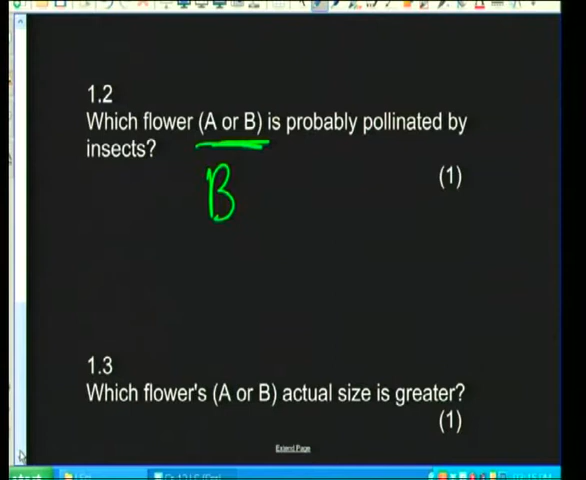 1.2
Which flower (A or B) is probably pollinated by
insects?
(1)
B
1.3
Which flower's (A or B) actual size is greater?
(1)
Extend Page